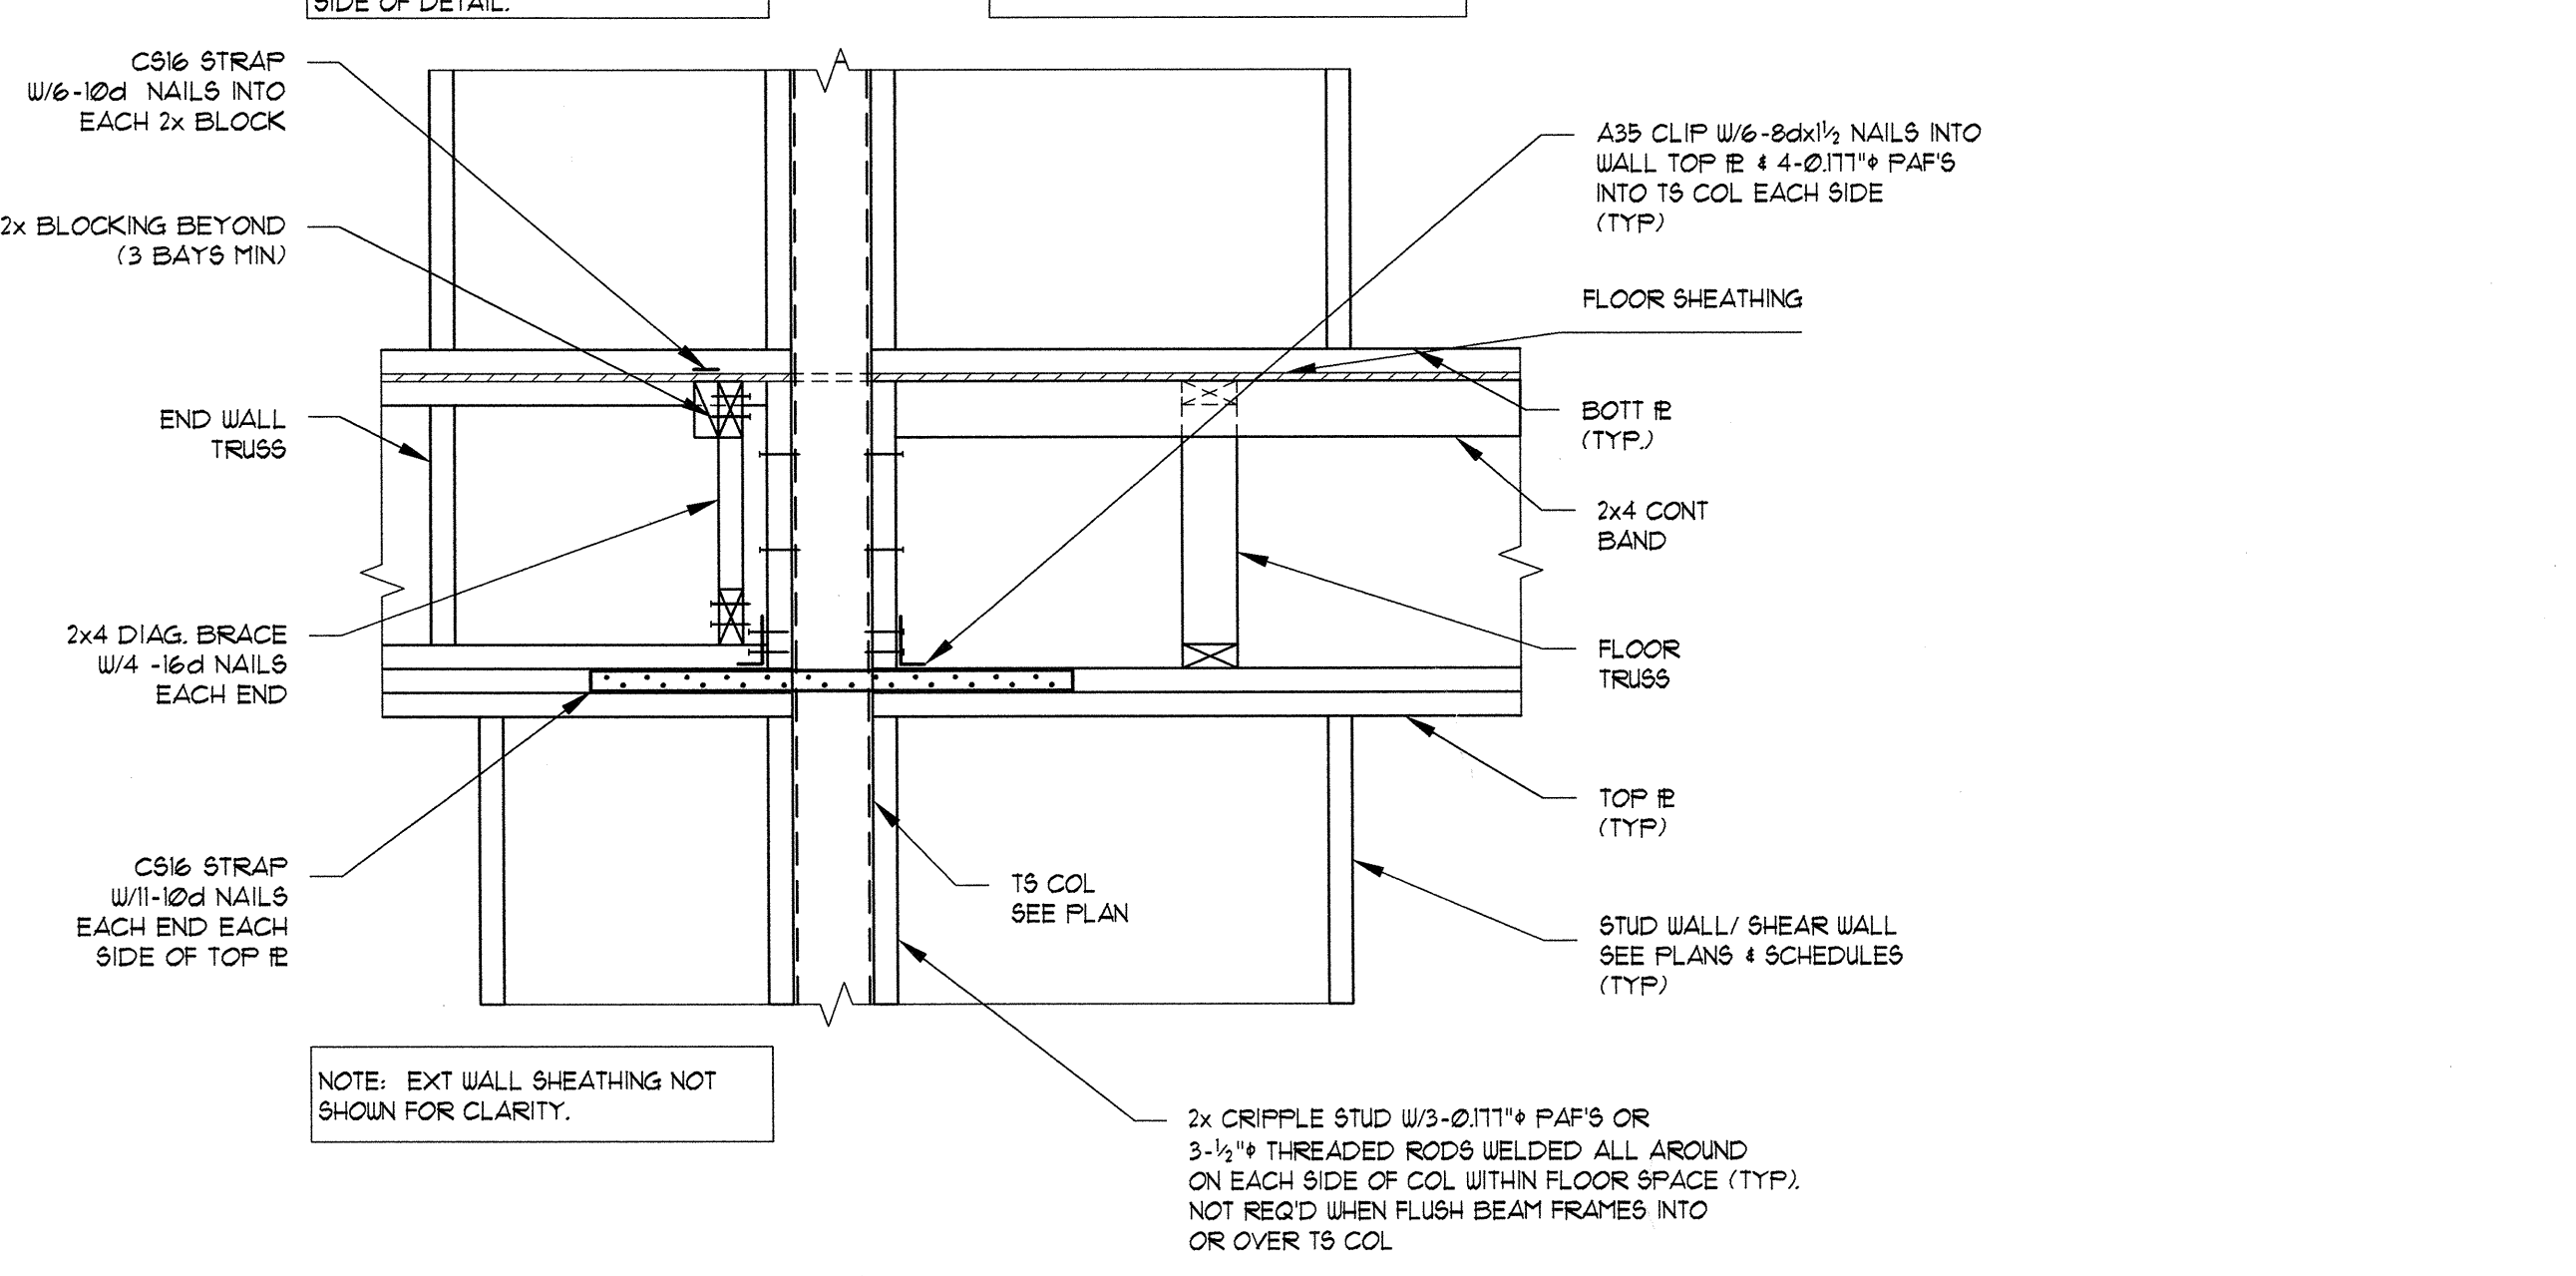 SIDE OF DETAIL.
CS16 STRAP
W/6-10d NAILS INTO
EACH 2x BLOCK
2x BLOCKING BEYOND
(3 BAYS MIN)
END WALL
TRUSS
2x4 DIAG. BRACE
W/4 -16d NAILS
EACH END
CS16 STRAP
W/11-10d NAILS
EACH END EACH
SIDE OF TOP PL
A35 CLIP W/6-8dx1½ NAILS INTO
WALL TOP PL & 4-0.177"ϕ PAF'S
INTO TS COL EACH SIDE
(TYP)
FLOOR SHEATHING
BOTT PL
(TYP.)
2x4 CONT
BAND
FLOOR
TRUSS
TOP PL
(TYP)
TS COL
SEE PLAN
STUD WALL/ SHEAR WALL
SEE PLANS & SCHEDULES
(TYP)
NOTE: EXT WALL SHEATHING NOT
SHOWN FOR CLARITY.
2x CRIPPLE STUD W/3-0.177"ϕ PAF'S OR
3-½"ϕ THREADED RODS WELDED ALL AROUND
ON EACH SIDE OF COL WITHIN FLOOR SPACE (TYP).
NOT REQ'D WHEN FLUSH BEAM FRAMES INTO
OR OVER TS COL